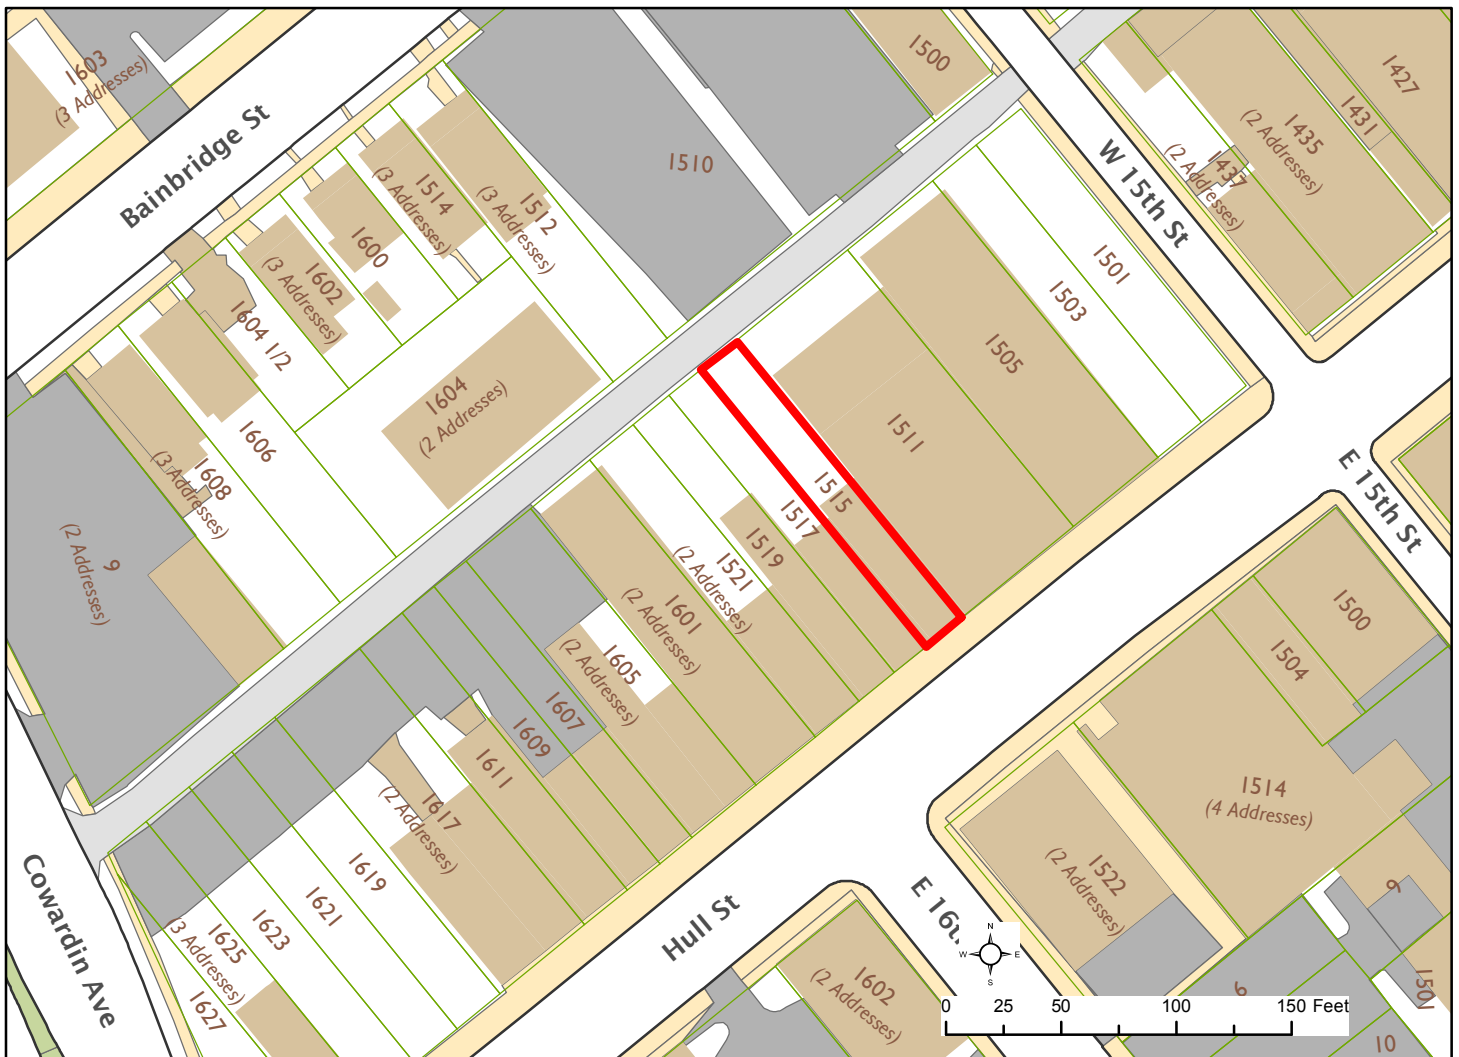 1603
(3 Addresses)
Bainbridge St
1500
1510
1427
1431
1435
(2 Addresses)
1437
(2 Addresses)
W 15th St
1512
(3 Addresses)
1514
(3 Addresses)
1600
1602
(3 Addresses)
1604 1/2
1604
(2 Addresses)
1606
1608
(3 Addresses)
9
(2 Addresses)
1501
1503
1505
1511
1515
1517
1519
1521
(2 Addresses)
1601
(2 Addresses)
1605
(2 Addresses)
1607
1609
1611
1617
(2 Addresses)
1619
1621
1623
1625
(3 Addresses)
1627
Cowardin Ave
Hull St
E 15th St
1500
1504
1514
(4 Addresses)
1522
(2 Addresses)
E 16t
1602
(2 Addresses)
9
6
1501
10
N
W
E
S
0 25 50 100 150 Feet